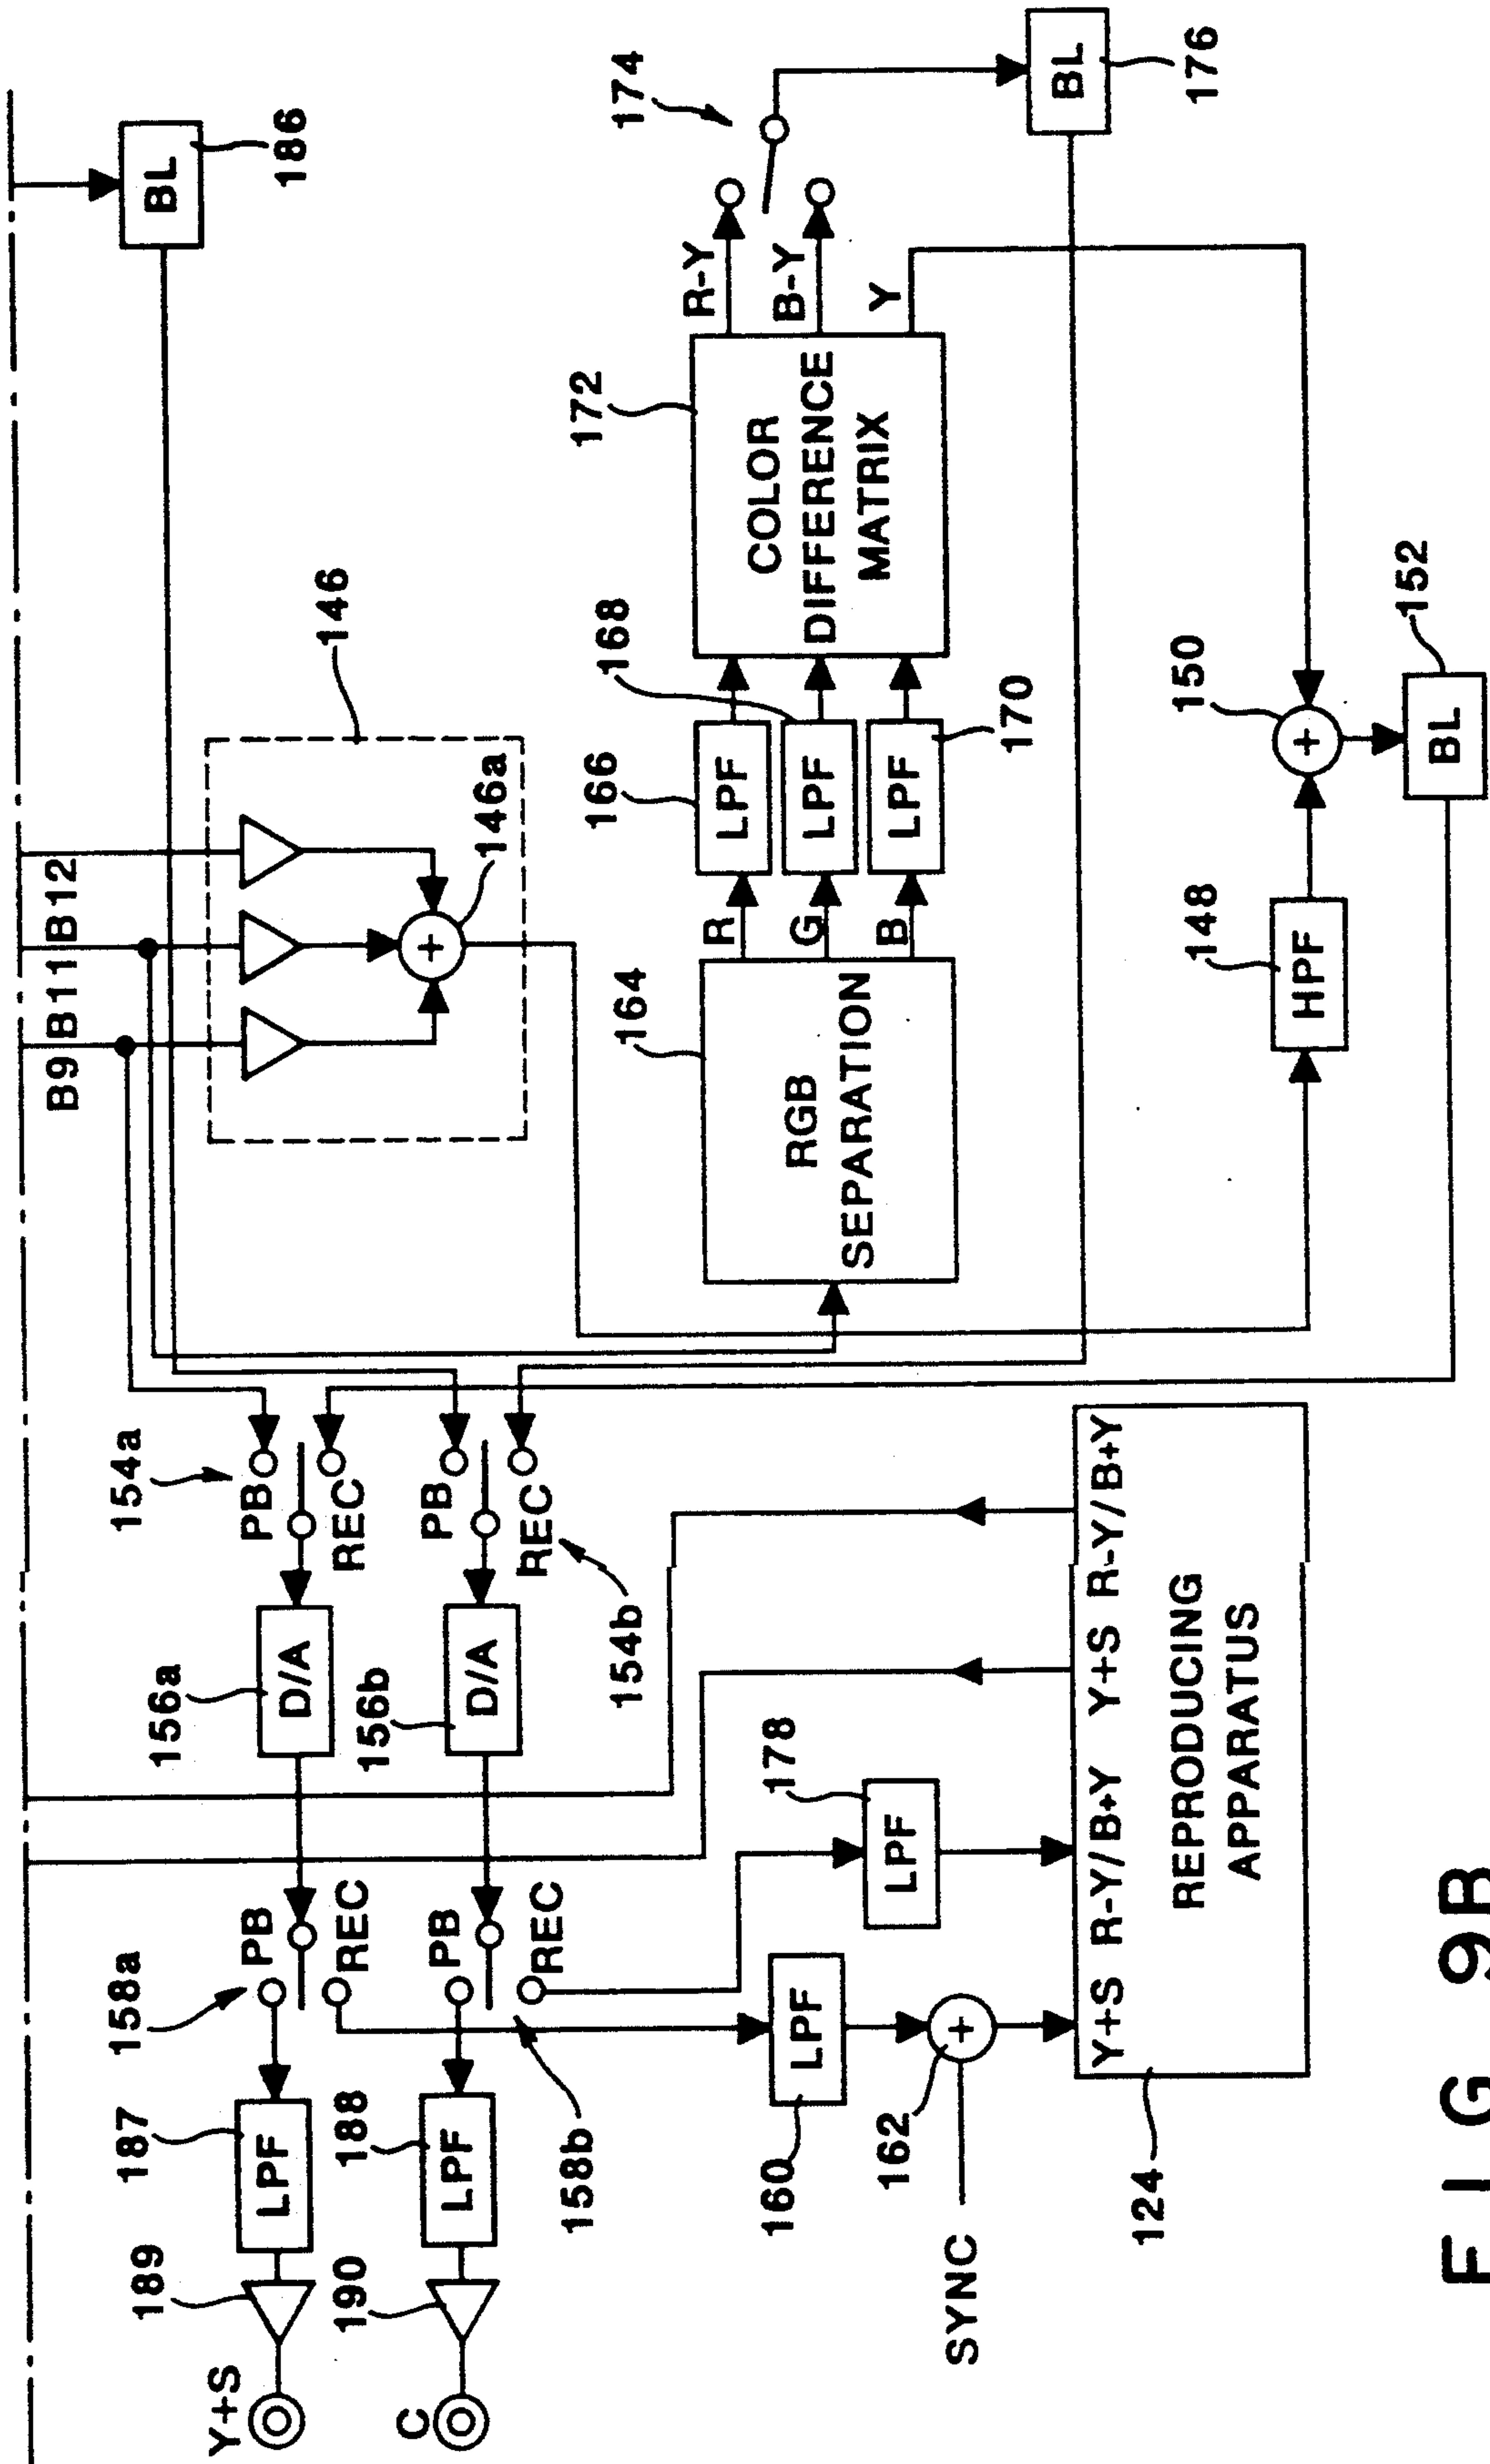 BL
186
B9 B11 B12
146
146a
174
R-Y
B-Y
Y
172
COLOR
DIFFERENCE
MATRIX
BL
176
166
LPF
168
LPF
170
LPF
R
G
B
164
RGB
SEPARATION
150
+
+
152
BL
148
HPF
154a
PB
REC
PB
REC
154b
156a
D/A
156b
D/A
158a
PB
REC
PB
REC
158b
178
LPF
160
LPF
162
+
SYNC
Y+S R-Y/B+Y Y+S R-Y/B+Y
REPRODUCING
APPARATUS
124
187
LPF
188
LPF
189
190
Y+S
C
FIG 9B